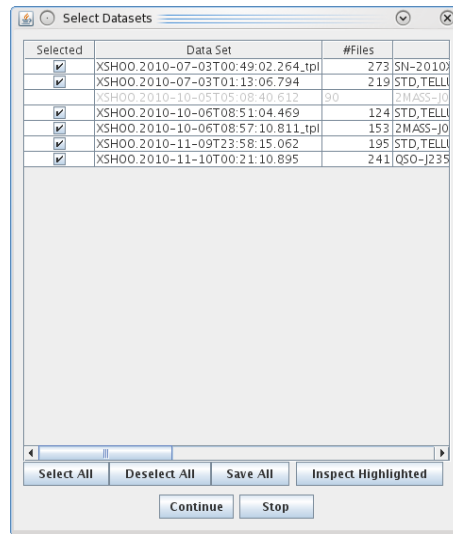 Select Datasets
Selected Data Set #Files
XSHOO.2010-07-03T00:49:02.264_tpl 273 SN-2010
XSHOO.2010-07-03T01:13:06.794 219 STD,TELL
XSHOO.2010-10-05T05:08:40.612 90 2MASS-J0
XSHOO.2010-10-06T08:51:04.469 124 STD,TELL
XSHOO.2010-10-06T08:57:10.811_tpl 153 2MASS-J0
XSHOO.2010-11-09T23:58:15.062 195 STD,TELL
XSHOO.2010-11-10T00:21:10.895 241 QSO-J235
Select All Deselect All Save All Inspect Highlighted
Continue Stop